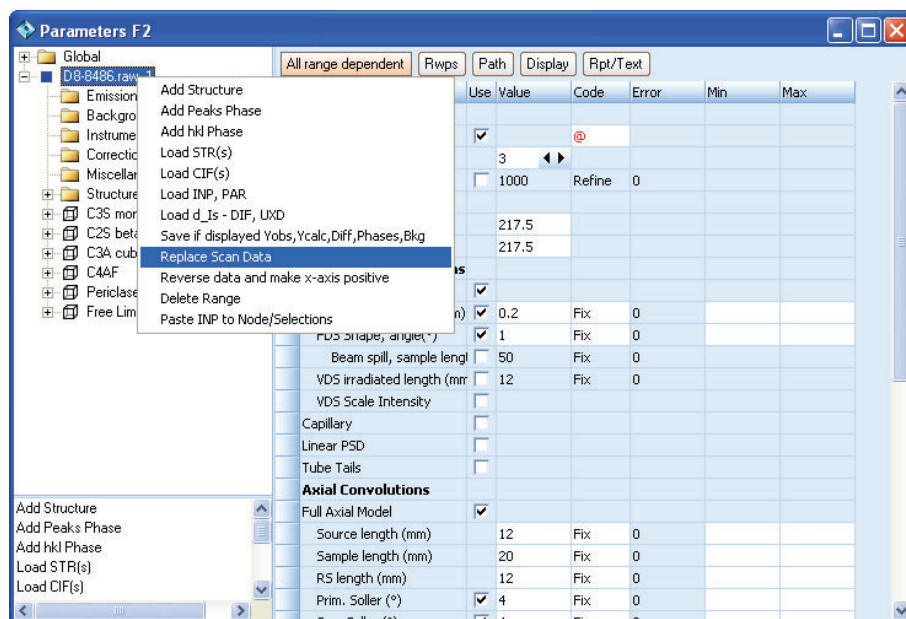 Parameters F2
Global
D8-8486.raw_1
Emission
Backgro
Instrume
Correctio
Miscellar
Structure
C3S mor
C2S beta
C3A cub
C4AF
Periclase
Free Lim
Add Structure
Add Peaks Phase
Add hkl Phase
Load STR(s)
Load CIF(s)
Load INP, PAR
Load d_Is - DIF, UXD
Save if displayed Yobs,Ycalc,Diff,Phases,Bkg
Replace Scan Data
Reverse data and make x-axis positive
Delete Range
Paste INP to Node/Selections
Add Structure
Add Peaks Phase
Add hkl Phase
Load STR(s)
Load CIF(s)
All range dependent Rwps Path Display Rpt/Text
Use Value Code Error Min Max
@
3
1000 Refine 0
217.5
217.5
ns
m) 0.2 Fix 0
FDS Shape, angle(°) 1 Fix 0
Beam spill, sample lengt 50 Fix 0
VDS irradiated length (mm 12 Fix 0
VDS Scale Intensity
Capillary
Linear PSD
Tube Tails
Axial Convolutions
Full Axial Model
Source length (mm) 12 Fix 0
Sample length (mm) 20 Fix 0
RS length (mm) 12 Fix 0
Prim. Soller (°) 4 Fix 0